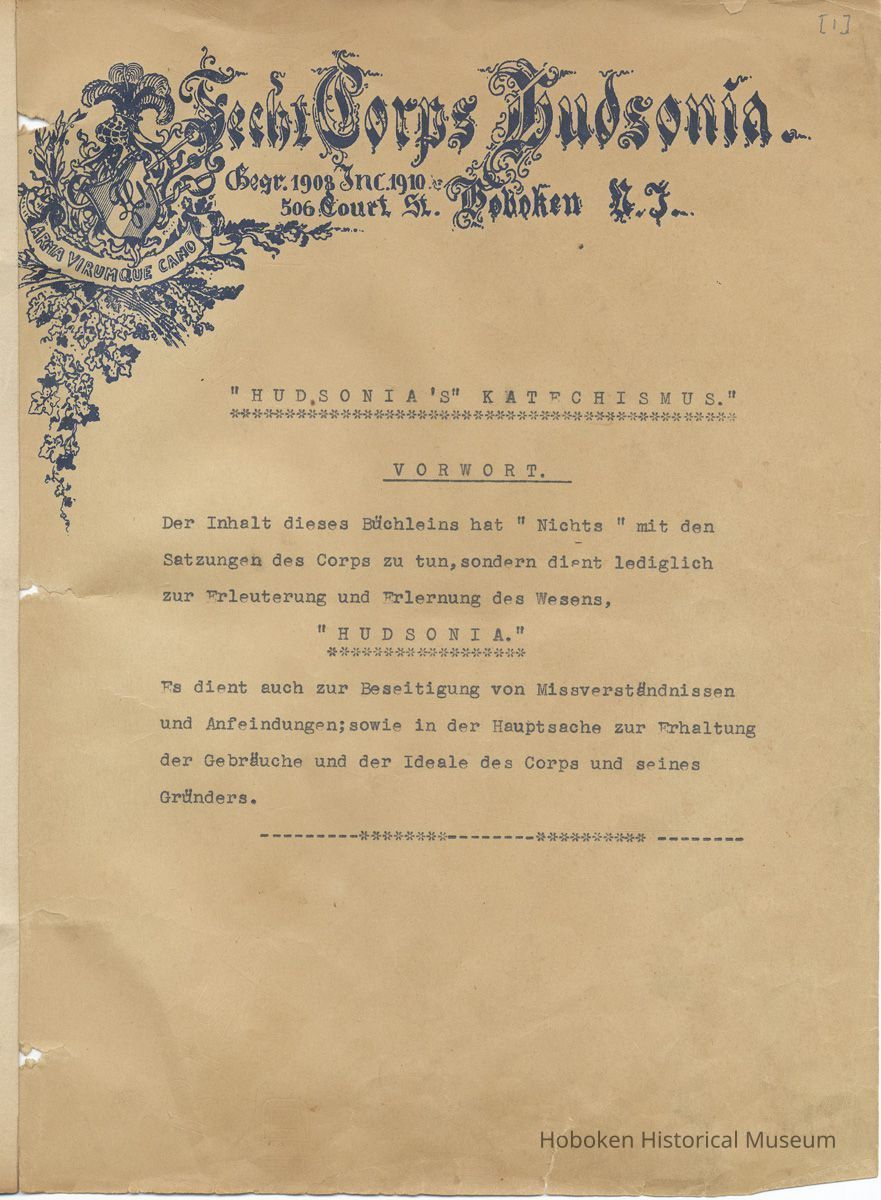 [1]
Fecht Corps Hudsonia.
Gegr. 1908 Inc. 1910.
506 Court St. Hoboken N.J.
ARMA VIRUMQUE CANO
"HUDSONIA'S" KATECHISMUS."
*********************************************
VORWORT.
Der Inhalt dieses Büchleins hat " Nichts " mit den
Satzungen des Corps zu tun,sondern dient lediglich
zur Erleuterung und Erlernung des Wesens,
"HUDSONIA."
******************
Es dient auch zur Beseitigung von Missverständnissen
und Anfeindungen;sowie in der Hauptsache zur Erhaltung
der Gebräuche und der Ideale des Corps und seines
Gründers.
---------********--------********** --------
Hoboken Historical Museum